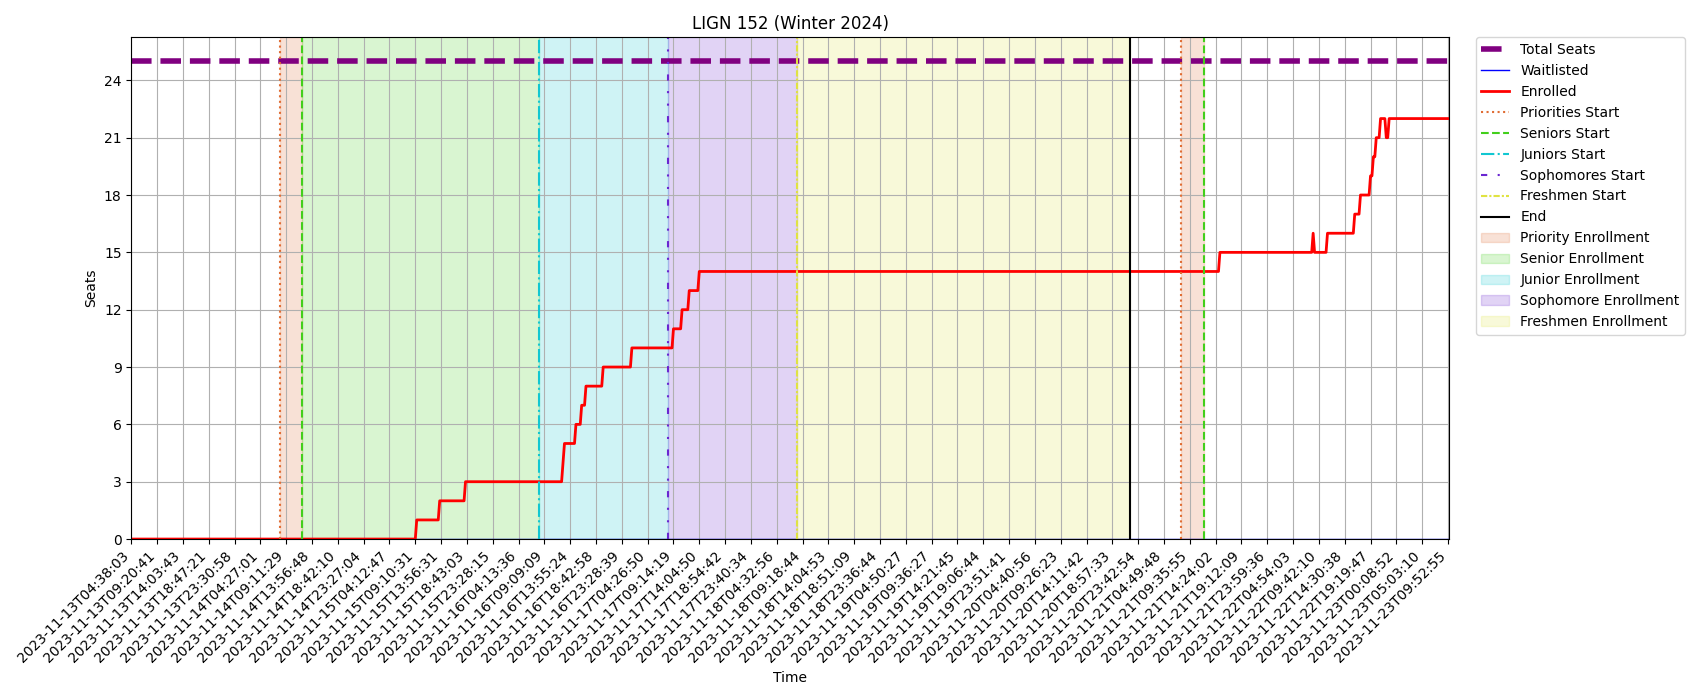 LIGN 152 (Winter 2024)
Seats
24
21
18
15
12
9
6
3
0
2023-11-13T04:38:03
2023-11-13T09:20:41
2023-11-13T14:03:43
2023-11-13T18:47:21
2023-11-13T23:30:58
2023-11-14T04:27:01
2023-11-14T09:11:29
2023-11-14T13:56:48
2023-11-14T18:42:10
2023-11-14T23:27:04
2023-11-15T04:12:47
2023-11-15T09:10:31
2023-11-15T13:56:31
2023-11-15T18:43:03
2023-11-15T23:28:15
2023-11-16T04:13:36
2023-11-16T09:09:09
2023-11-16T13:55:24
2023-11-16T18:42:58
2023-11-16T23:28:39
2023-11-17T04:26:50
2023-11-17T09:14:19
2023-11-17T14:04:50
2023-11-17T18:54:42
2023-11-17T23:40:34
2023-11-18T04:32:56
2023-11-18T09:18:44
2023-11-18T14:04:53
2023-11-18T18:51:09
2023-11-18T23:36:44
2023-11-19T04:50:27
2023-11-19T09:36:27
2023-11-19T14:21:45
2023-11-19T19:06:44
2023-11-19T23:51:41
2023-11-20T04:40:56
2023-11-20T09:26:23
2023-11-20T14:11:42
2023-11-20T18:57:33
2023-11-20T23:42:54
2023-11-21T04:49:48
2023-11-21T09:35:55
2023-11-21T14:24:02
2023-11-21T19:12:09
2023-11-21T23:59:36
2023-11-22T04:54:03
2023-11-22T09:42:10
2023-11-22T14:30:38
2023-11-22T19:19:47
2023-11-23T00:08:52
2023-11-23T05:03:10
2023-11-23T09:52:55
Time
Total Seats
Waitlisted
Enrolled
Priorities Start
Seniors Start
Juniors Start
Sophomores Start
Freshmen Start
End
Priority Enrollment
Senior Enrollment
Junior Enrollment
Sophomore Enrollment
Freshmen Enrollment